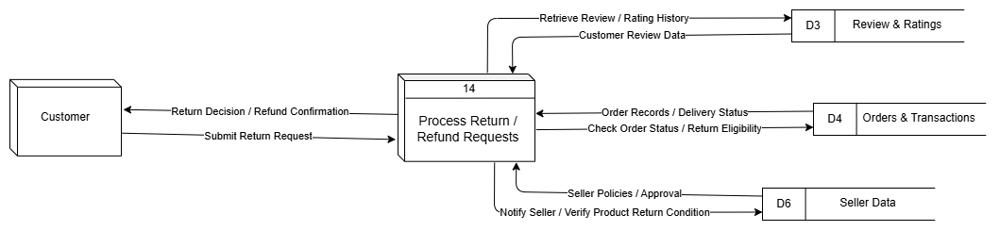 Retrieve Review / Rating History
D3
Review & Ratings
Customer Review Data
14
Customer
Return Decision / Refund Confirmation
Submit Return Request
Process Return /
Refund Requests
Order Records / Delivery Status
Check Order Status / Return Eligibility
D4
Orders & Transactions
Seller Policies / Approval
Notify Seller / Verify Product Return Condition
D6
Seller Data